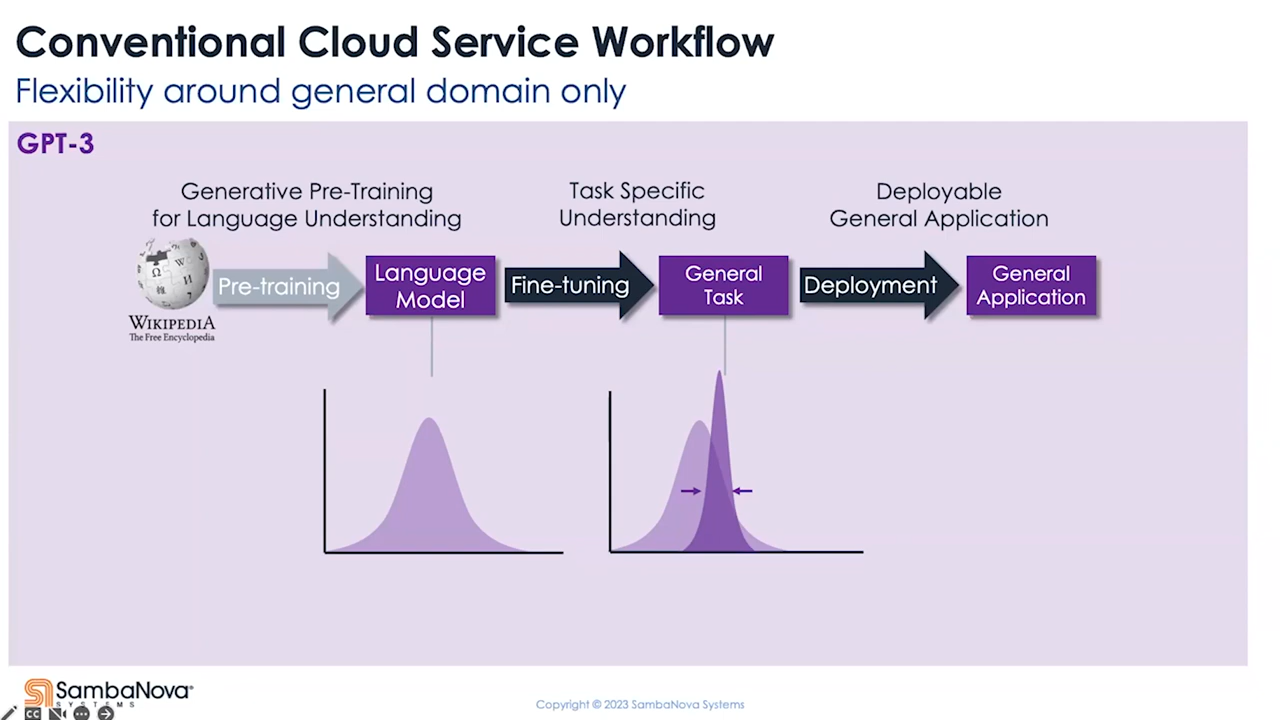 Conventional Cloud Service Workflow
Flexibility around general domain only
GPT-3
Generative Pre-Training
for Language Understanding
Task Specific
Understanding
Deployable
General Application
Pre-training
Language
Model
Fine-tuning
General
Task
Deployment
General
Application
WIKIPEDIA
The Free Encyclopedia
SambaNova®
SYSTEMS
Copyright © 2023 SambaNova Systems